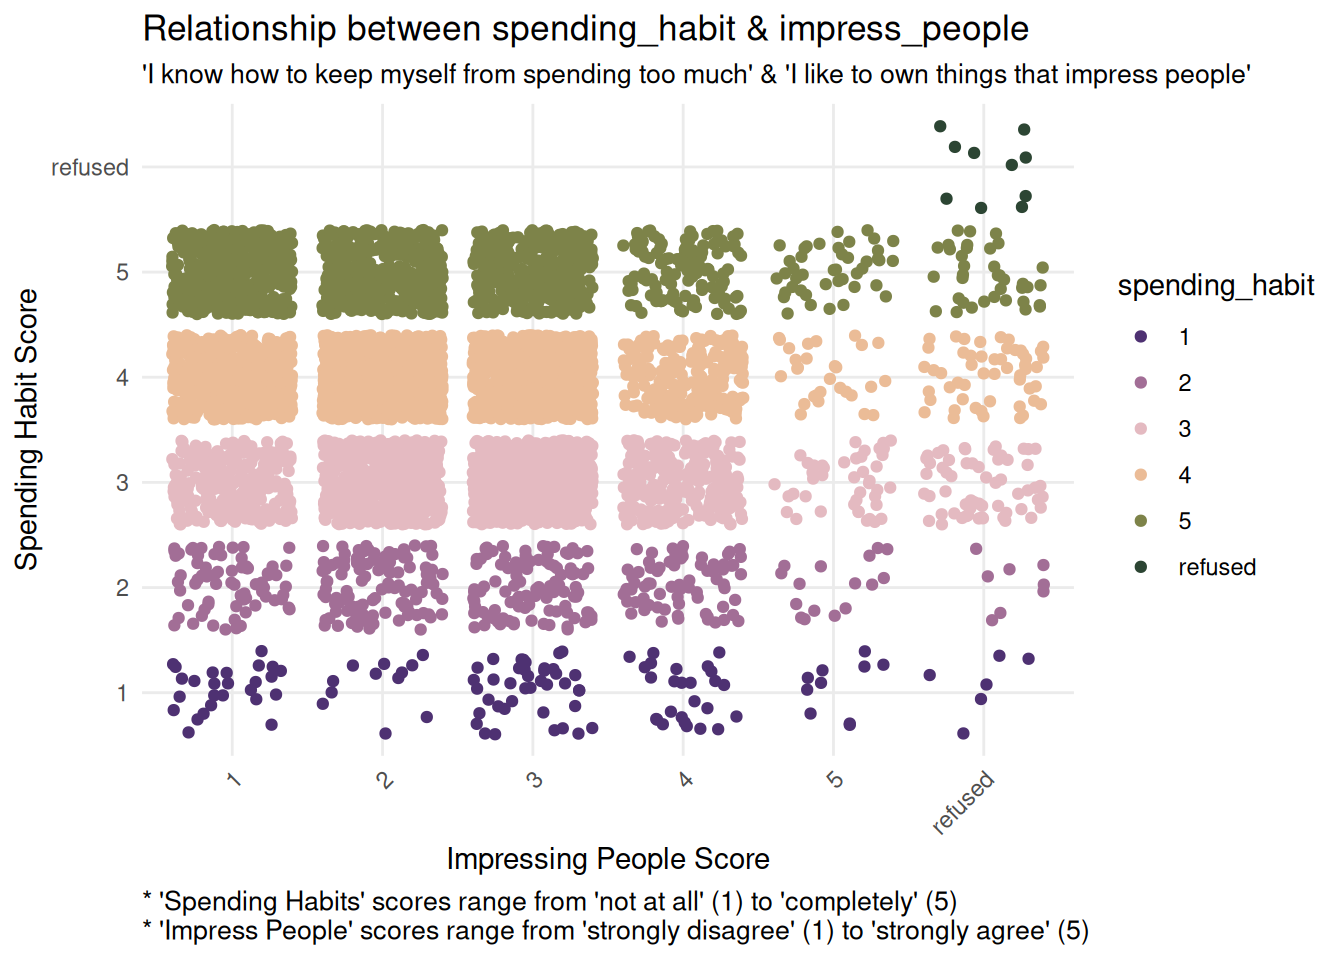 Relationship between spending_habit & impress_people
'I know how to keep myself from spending too much' & 'I like to own things that impress people'
refused
5
4
3
2
1
Spending Habit Score
1
2
3
4
5
refused
Impressing People Score
spending_habit
1
2
3
4
5
refused
* 'Spending Habits' scores range from 'not at all' (1) to 'completely' (5)
* 'Impress People' scores range from 'strongly disagree' (1) to 'strongly agree' (5)